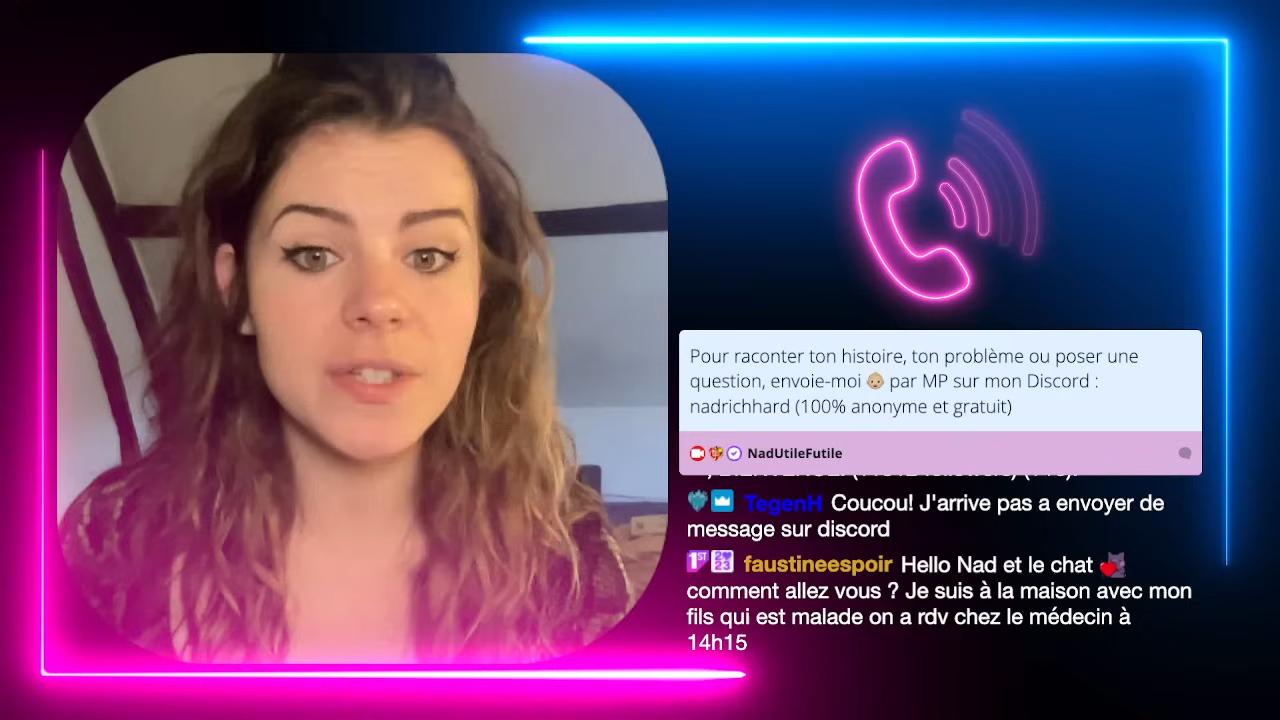 Pour raconter ton histoire, ton problème ou poser une
question, envoie-moi 👶🏼 par MP sur mon Discord :
nadrichhard (100% anonyme et gratuit)
NadUtileFutile
TegenH Coucou! J'arrive pas a envoyer de
message sur discord
1ST 2023 faustineespoir Hello Nad et le chat
comment allez vous ? Je suis à la maison avec mon
fils qui est malade on a rdv chez le médecin à
14h15